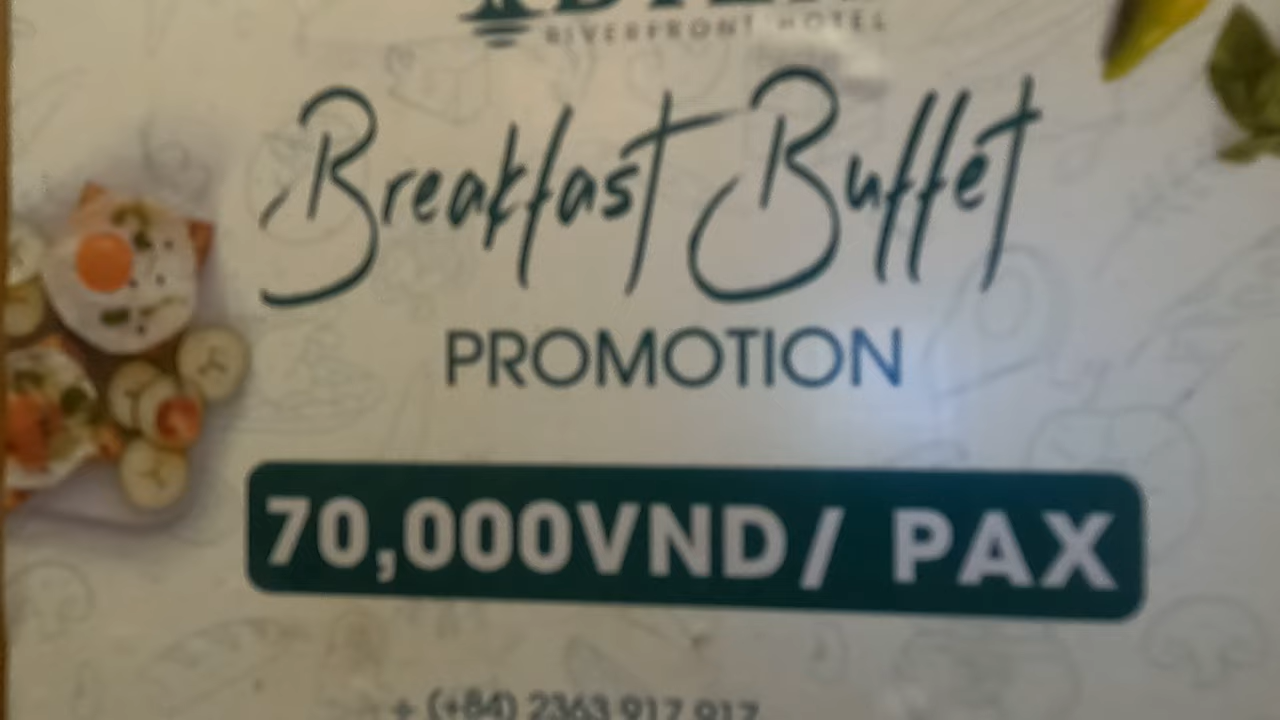 RIVERFRONT HOTEL
Breakfast Buffet
PROMOTION
70,000VND/ PAX
(+84) 2363 917 917